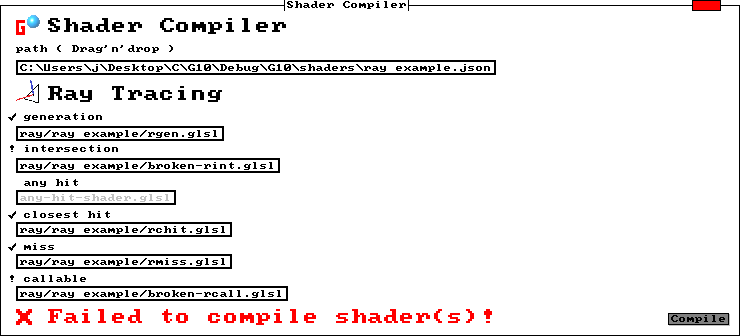 Shader Compiler
G Shader Compiler
path ( Drag'n'drop )
C:\Users\j\Desktop\C\G10\Debug\G10\shaders\ray example.json
Ray Tracing
✓ generation
ray/ray example/rgen.glsl
! intersection
ray/ray example/broken-rint.glsl
any hit
any-hit-shader.glsl
✓ closest hit
ray/ray example/rchit.glsl
✓ miss
ray/ray example/rmiss.glsl
! callable
ray/ray example/broken-rcall.glsl
Failed to compile shader(s)!
Compile